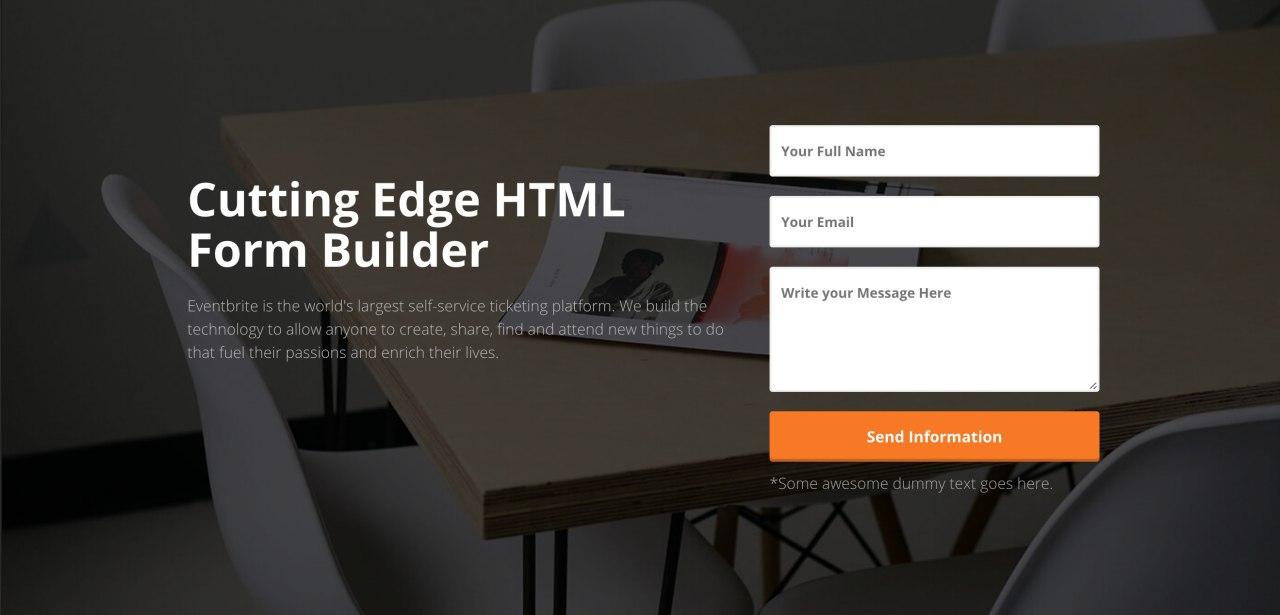 Cutting Edge HTML
Form Builder
Eventbrite is the world's largest self-service ticketing platform. We build the
technology to allow anyone to create, share, find and attend new things to do
that fuel their passions and enrich their lives.
Your Full Name
Your Email
Write your Message Here
Send Information
*Some awesome dummy text goes here.